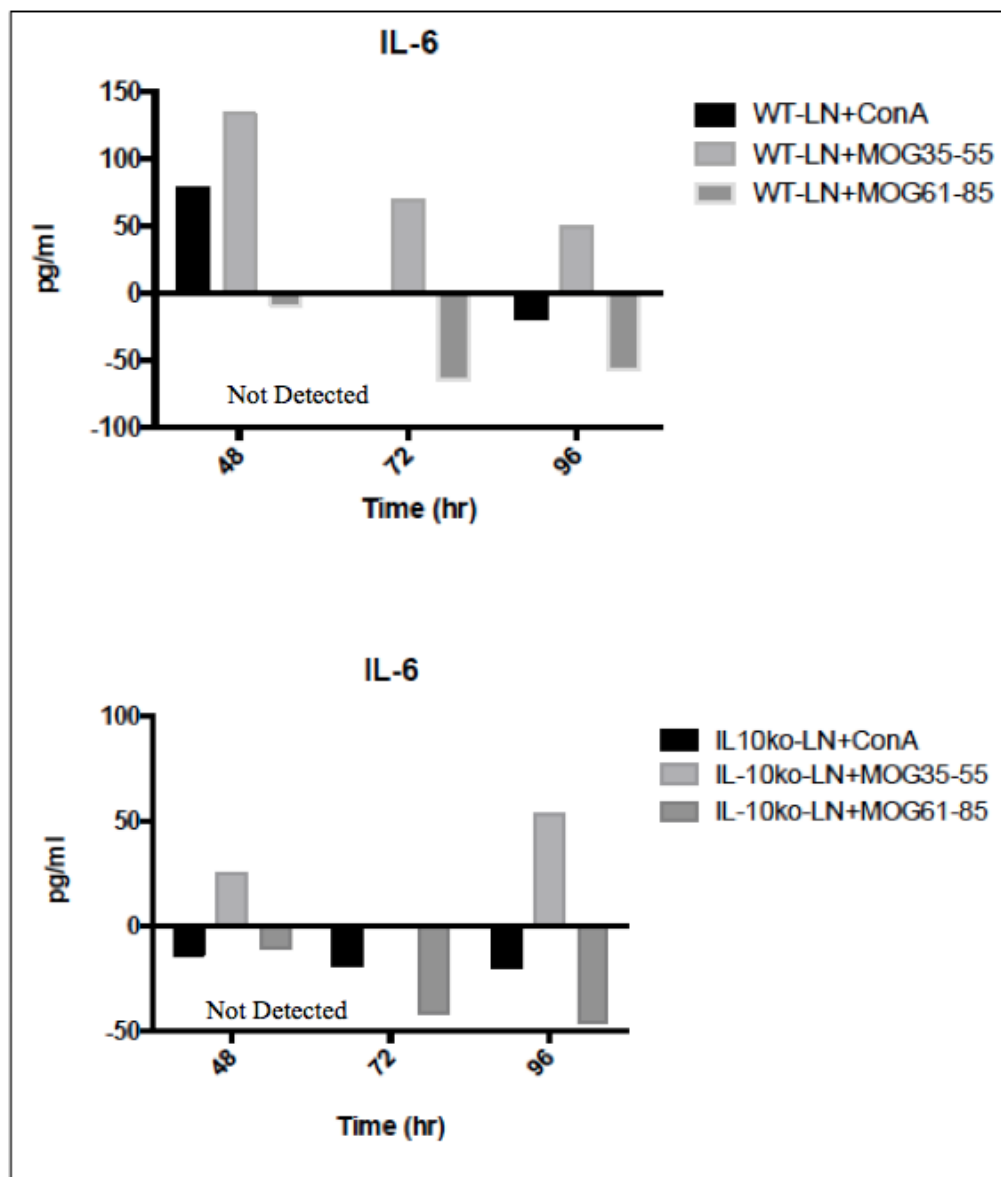 IL-6
150
100
50
0
-50
-100
pg/ml
Not Detected
48
72
96
Time (hr)
WT-LN+ConA
WT-LN+MOG35-55
WT-LN+MOG61-85
IL-6
100
50
0
-50
pg/ml
Not Detected
48
72
96
Time (hr)
IL10ko-LN+ConA
IL-10ko-LN+MOG35-55
IL-10ko-LN+MOG61-85